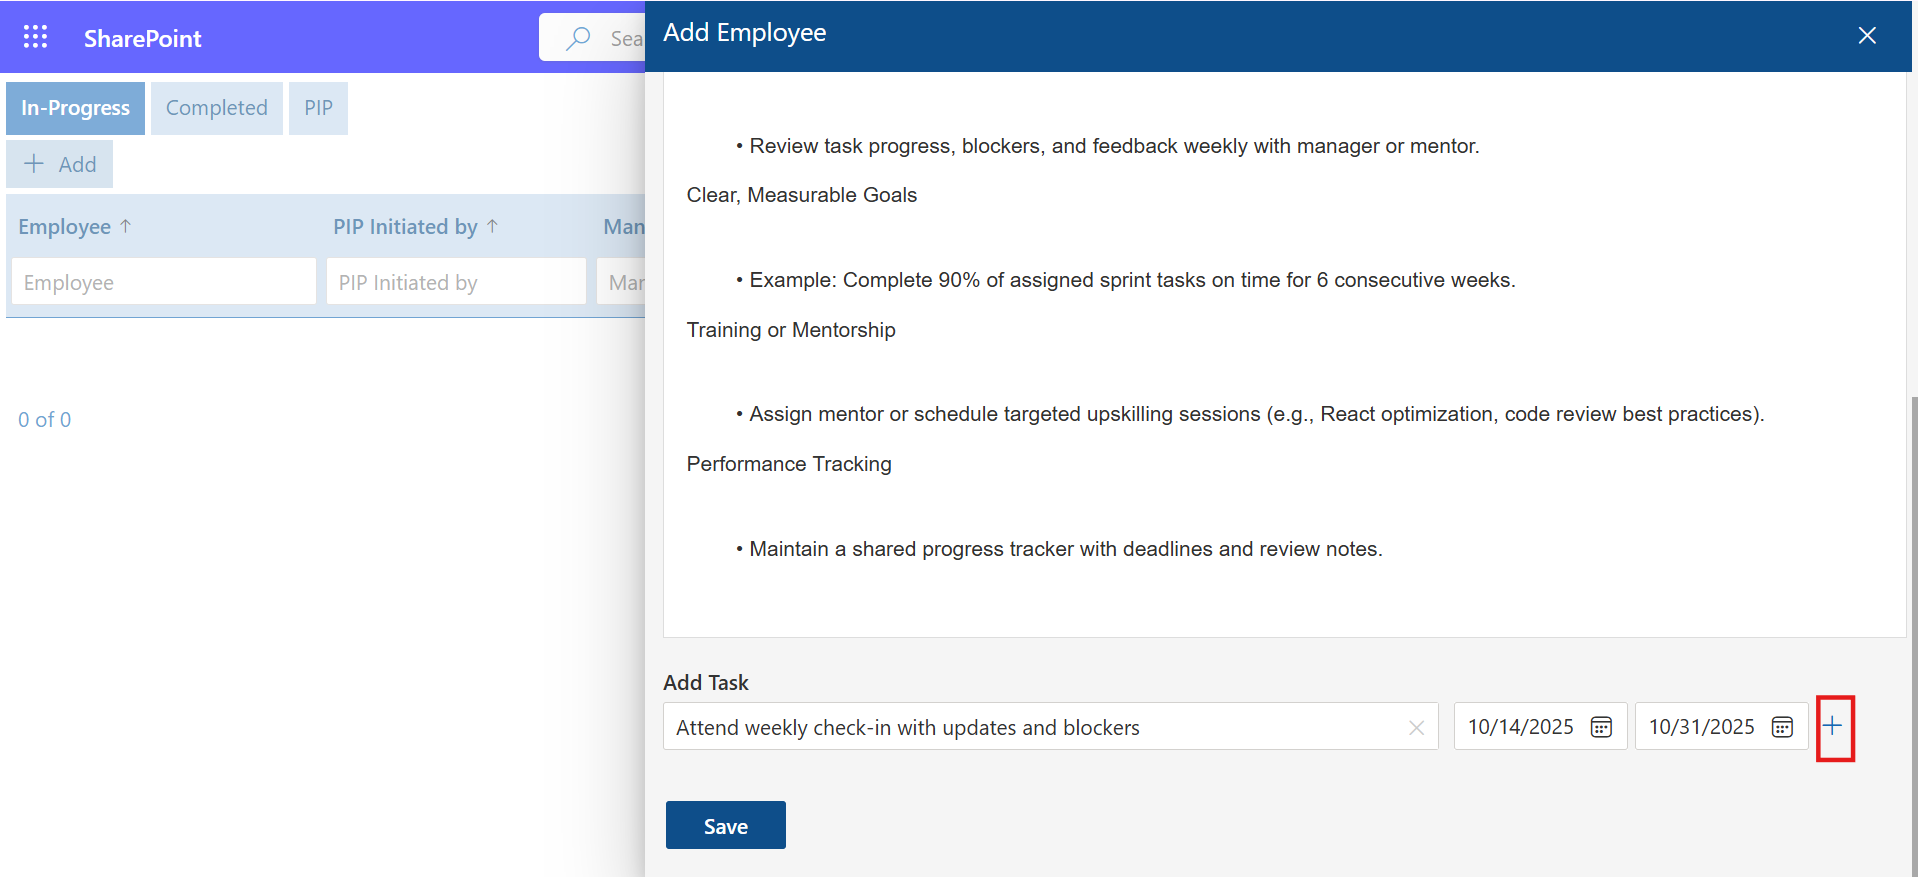 SharePoint
Sea
Add Employee
In-Progress
Completed
PIP
Add
Employee ↑
PIP Initiated by ↑
Man
Employee
PIP Initiated by
Mar
0 of 0
• Review task progress, blockers, and feedback weekly with manager or mentor.
Clear, Measurable Goals
• Example: Complete 90% of assigned sprint tasks on time for 6 consecutive weeks.
Training or Mentorship
• Assign mentor or schedule targeted upskilling sessions (e.g., React optimization, code review best practices).
Performance Tracking
• Maintain a shared progress tracker with deadlines and review notes.
Add Task
Attend weekly check-in with updates and blockers
10/14/2025
10/31/2025
Save